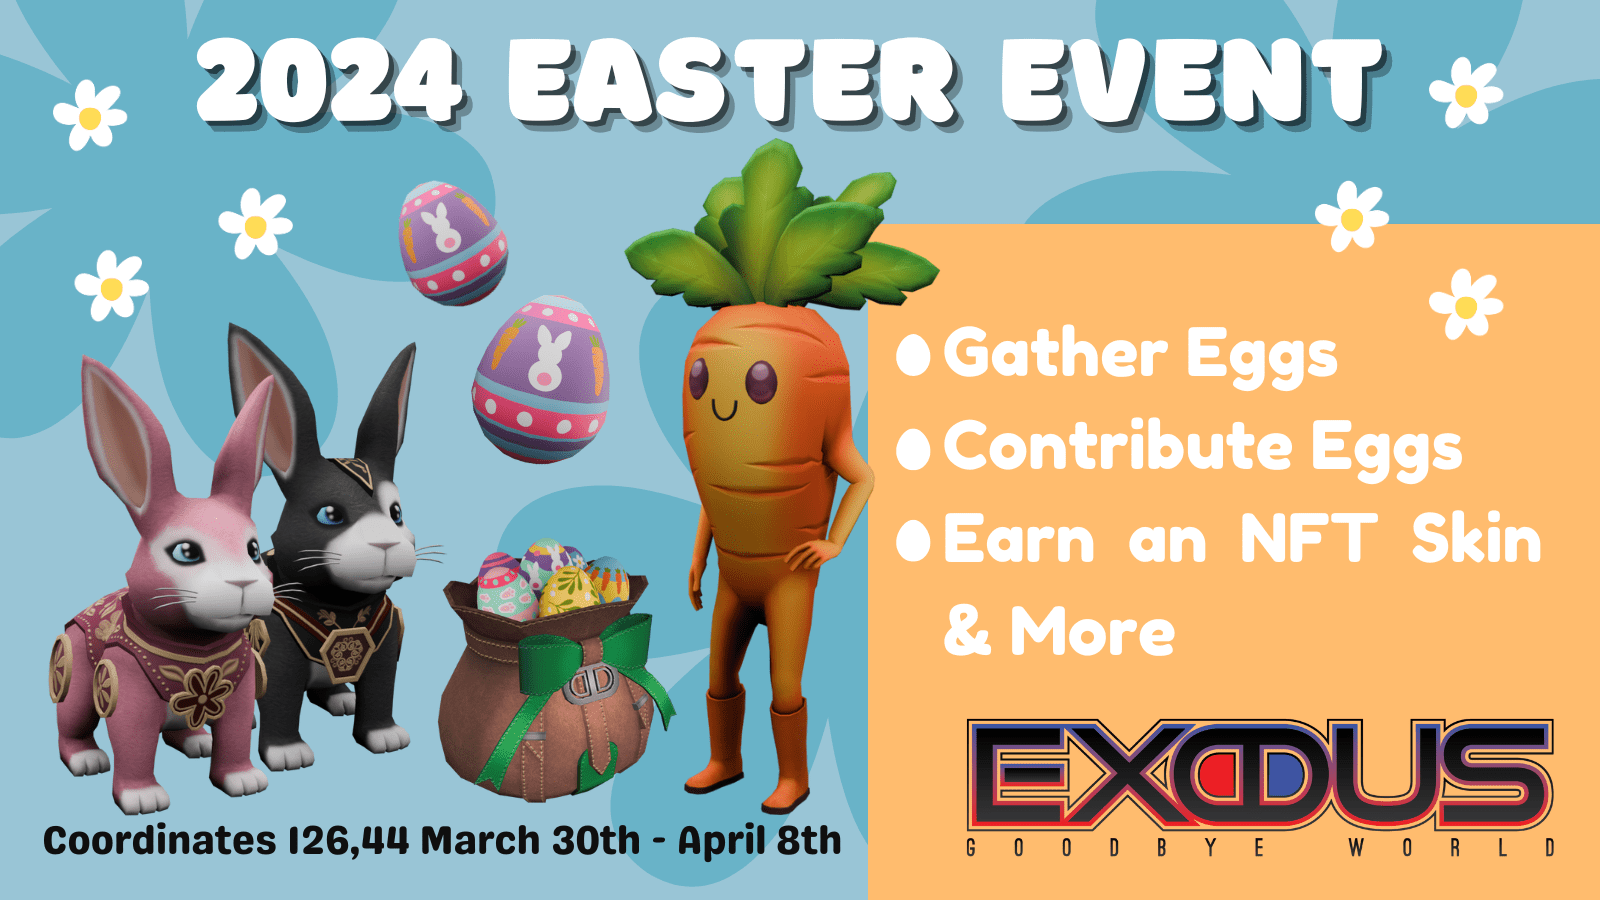 2024 EASTER EVENT
Gather Eggs
Contribute Eggs
Earn an NFT Skin
& More
EXODUS
GOODBYE WORLD
Coordinates 126,44 March 30th - April 8th